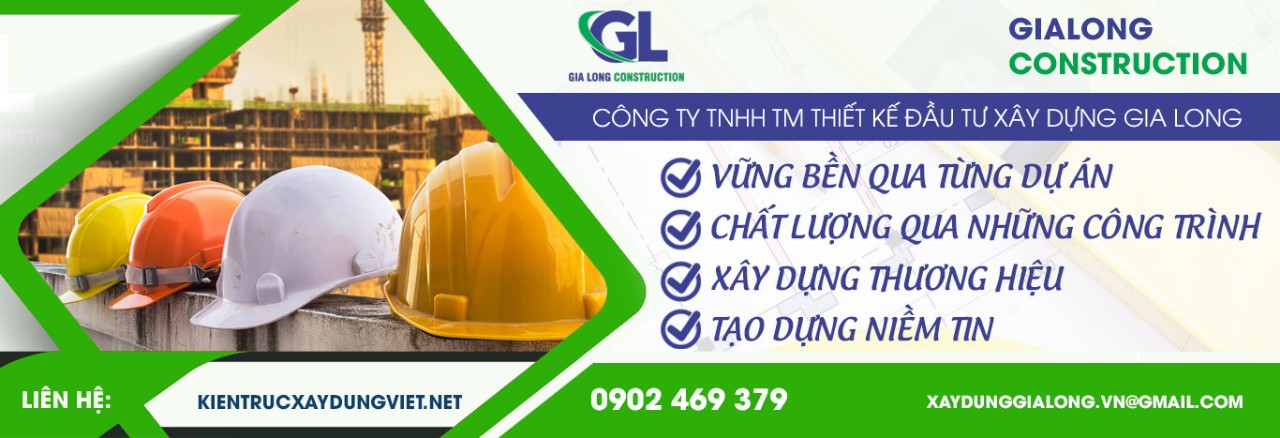 GL
GIA LONG CONSTRUCTION
GIALONG
CONSTRUCTION
CÔNG TY TNHH TM THIẾT KẾ ĐẦU TƯ XÂY DỰNG GIA LONG
VỮNG BỀN QUA TỪNG DỰ ÁN
CHẤT LƯỢNG QUA NHỮNG CÔNG TRÌNH
XÂY DỰNG THƯƠNG HIỆU
TẠO DỰNG NIỀM TIN
LIÊN HỆ:
KIENTRUCXAYDUNGVIET.NET
0902 469 379
XAYDUNGGIALONG.VN@GMAIL.COM